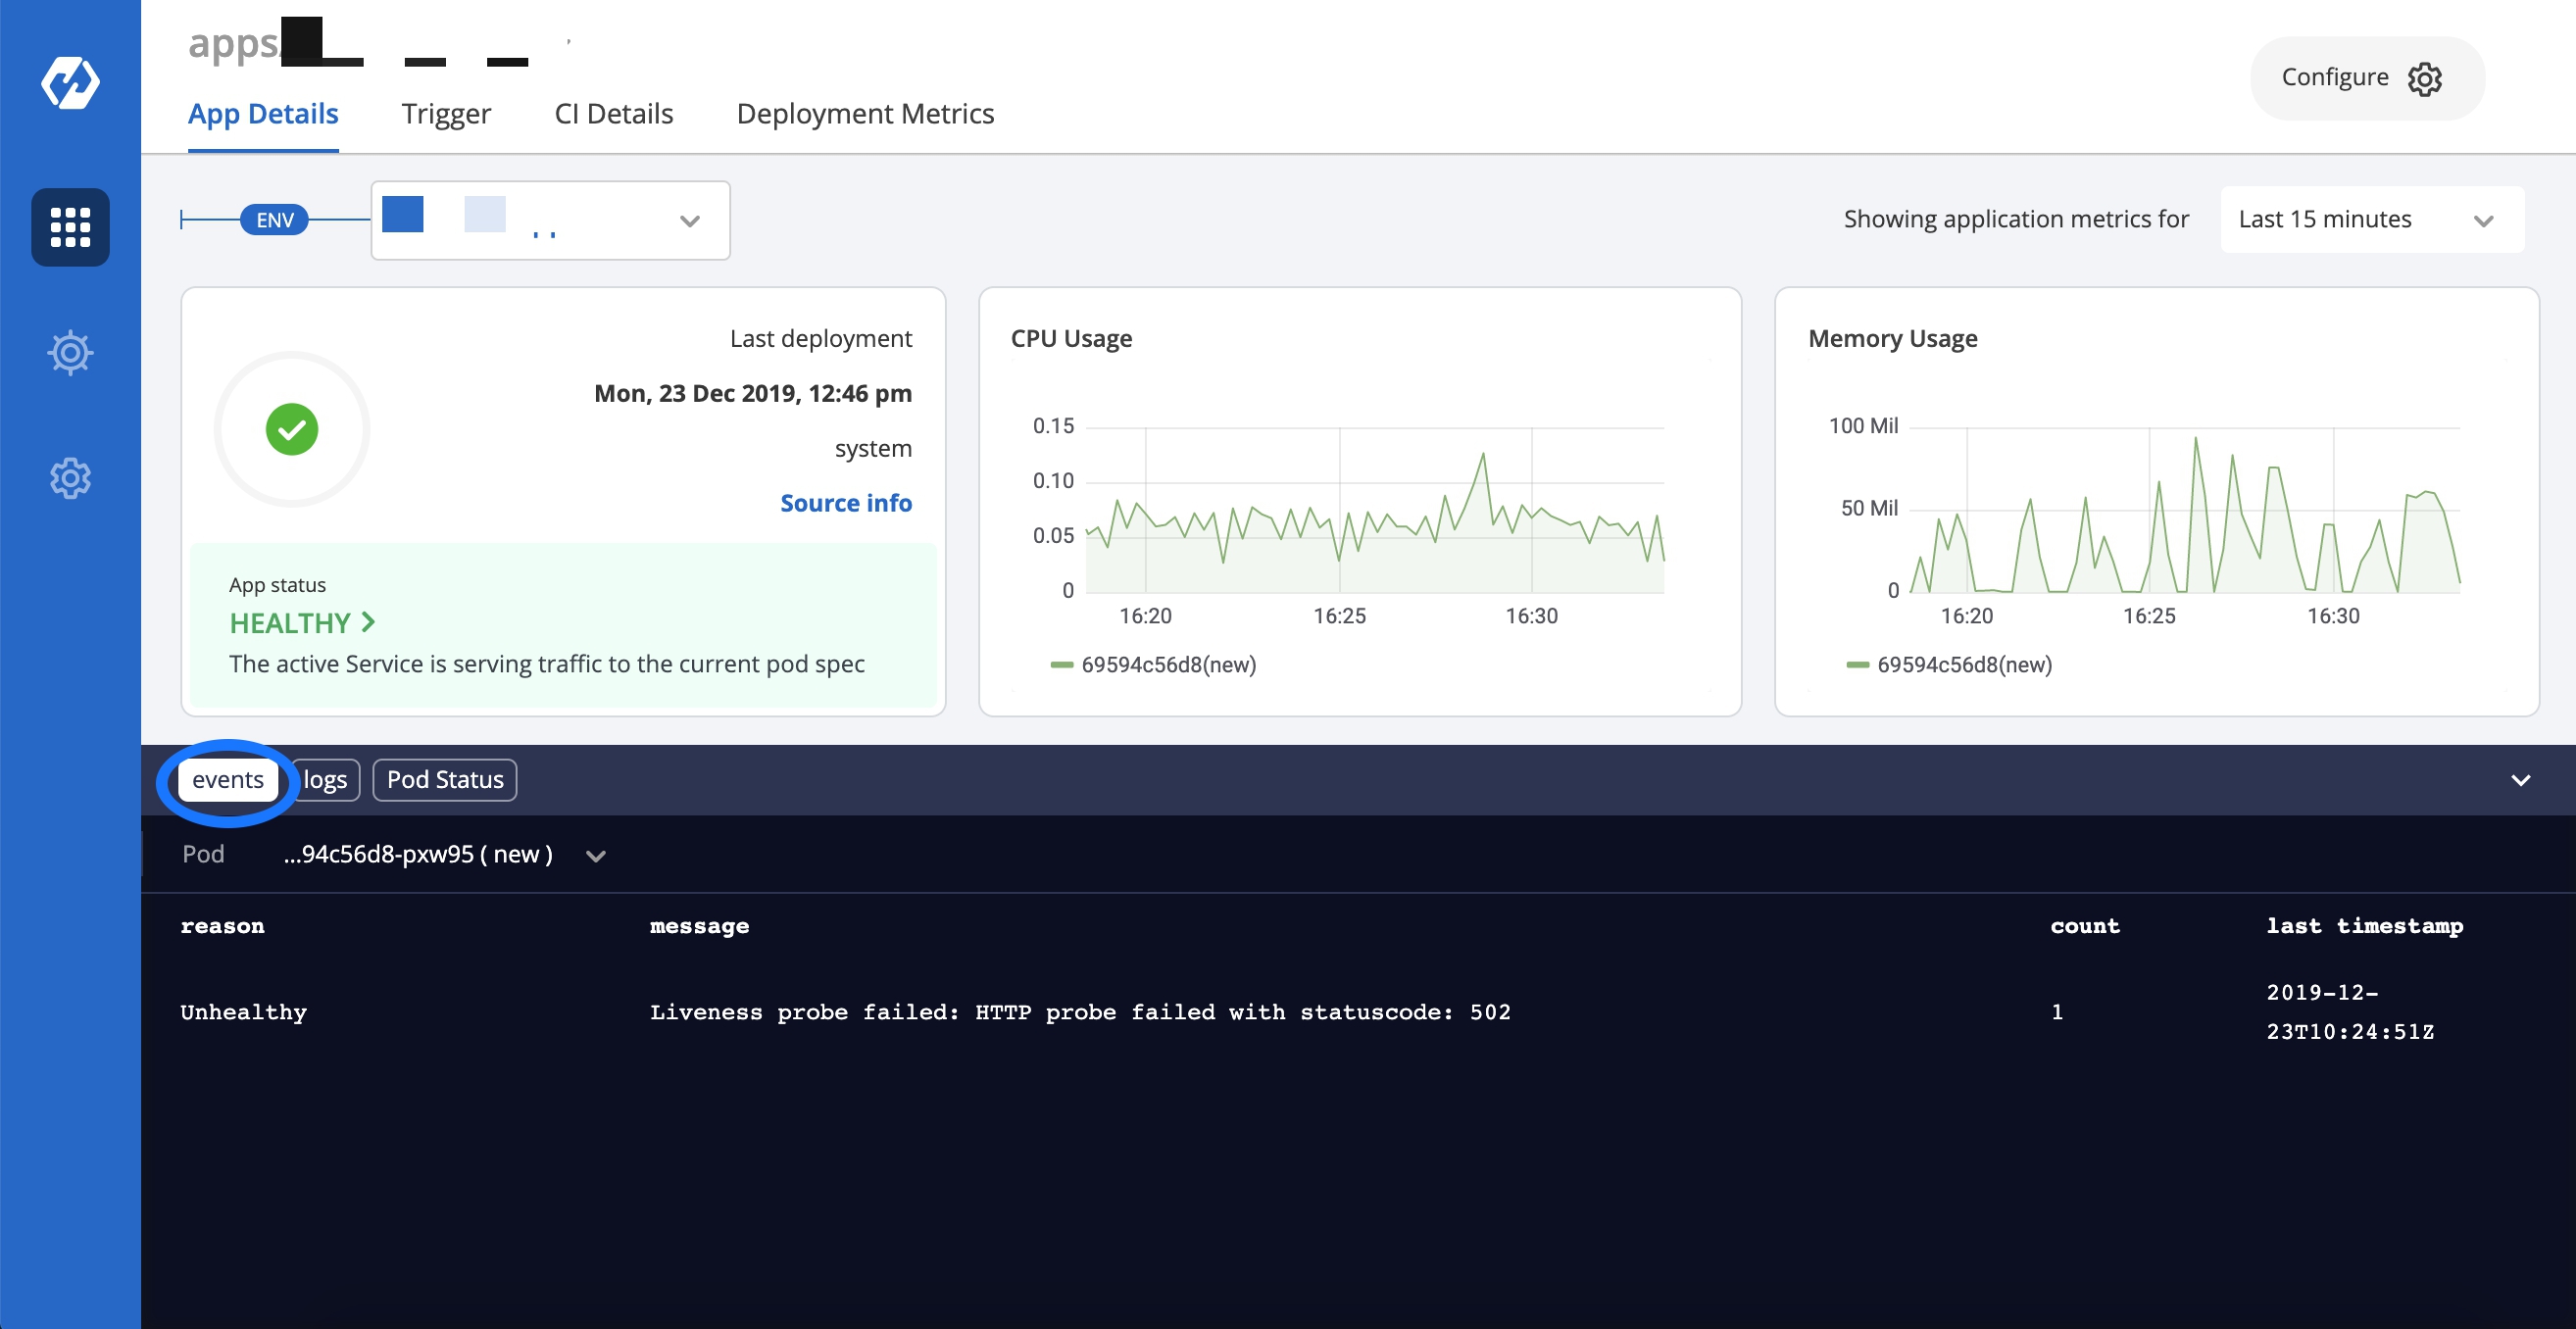 apps
App Details Trigger CI Details Deployment Metrics
Configure
ENV
Showing application metrics for Last 15 minutes
Last deployment
Mon, 23 Dec 2019, 12:46 pm
system
Source info
App status
HEALTHY
The active Service is serving traffic to the current pod spec
CPU Usage
0.15
0.10
0.05
0
16:20 16:25 16:30
69594c56d8(new)
Memory Usage
100 Mil
50 Mil
0
16:20 16:25 16:30
69594c56d8(new)
events logs Pod Status
Pod ...94c56d8-pxw95 ( new )
reason message count last timestamp
Unhealthy Liveness probe failed: HTTP probe failed with statuscode: 502 1 2019-12-
23T10:24:51Z